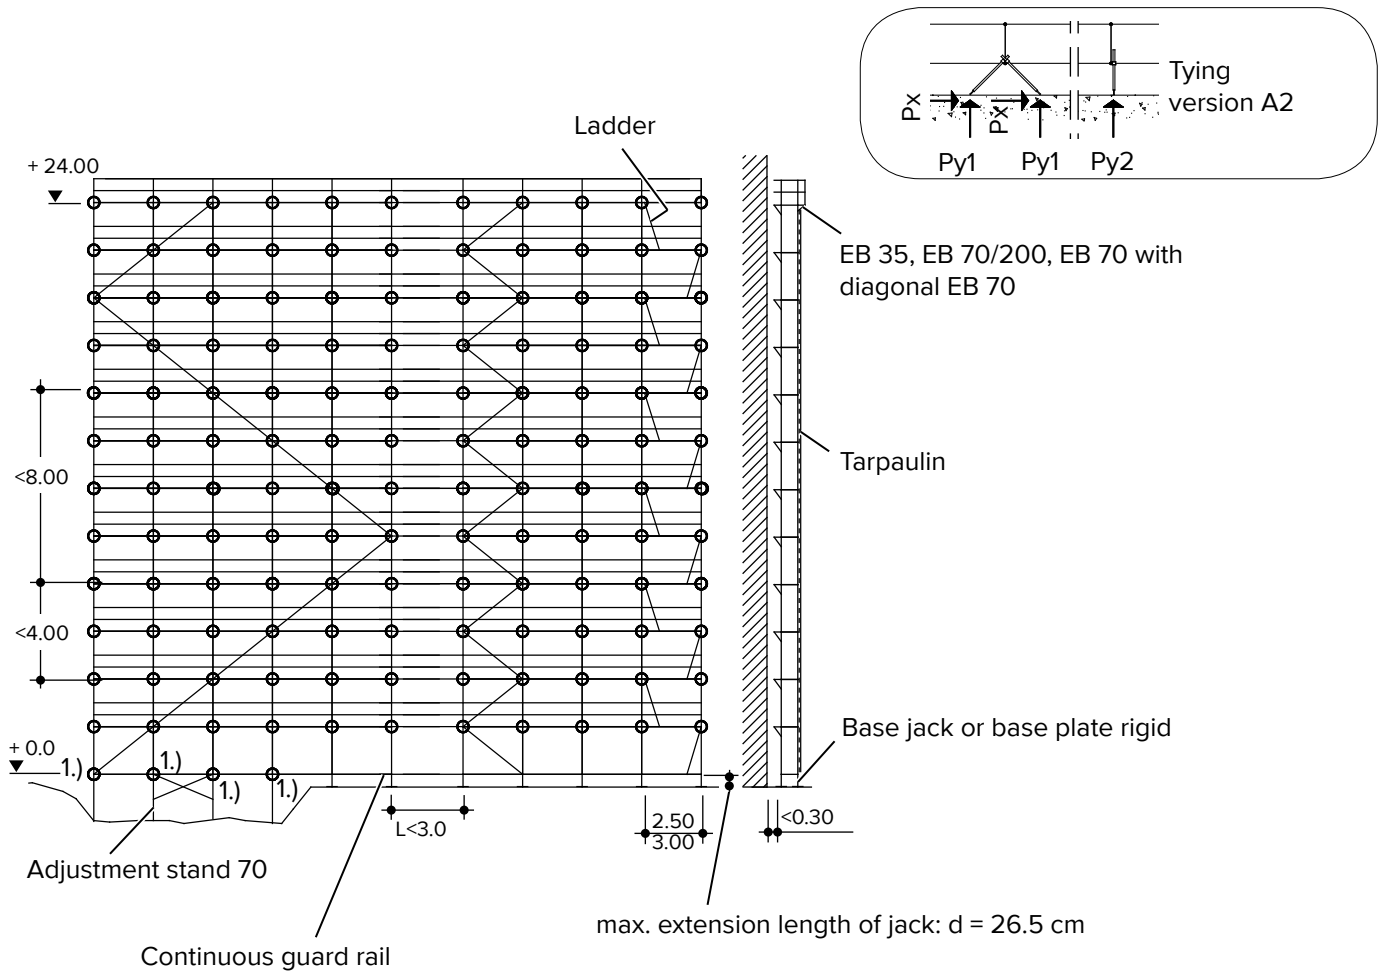 Tying
version A2
Px
Px
Py1
Py1
Py2
Ladder
+ 24.00
EB 35, EB 70/200, EB 70 with
diagonal EB 70
<8.00
Tarpaulin
<4.00
Base jack or base plate rigid
+ 0.0
1.)
1.)
1.)
1.)
L<3.0
2.50
3.00
<0.30
Adjustment stand 70
max. extension length of jack: d = 26.5 cm
Continuous guard rail